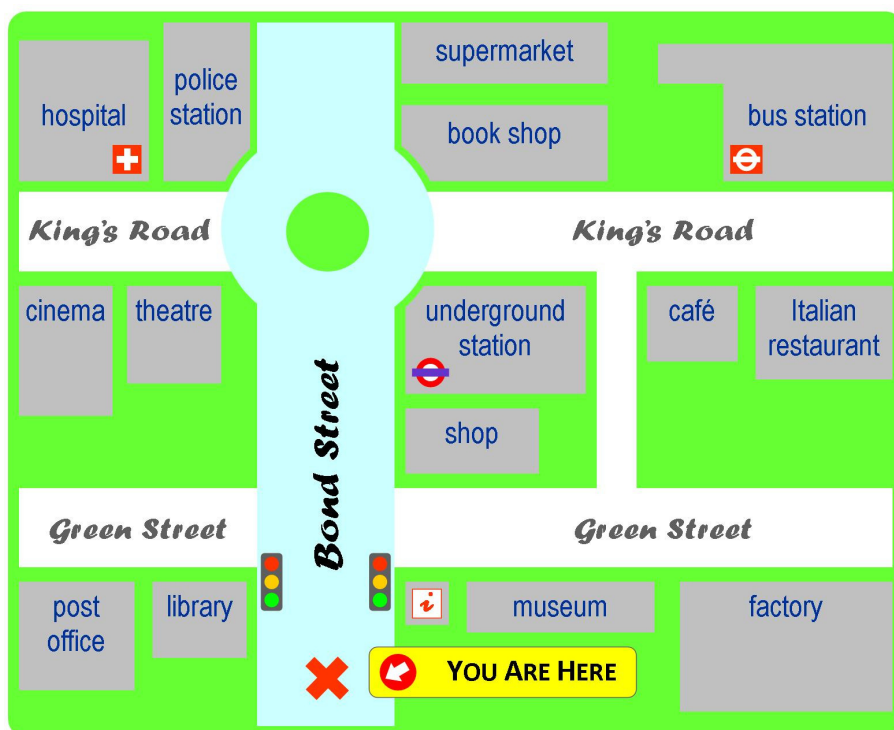 hospital
police
station
supermarket
book shop
bus station
King's Road
King's Road
cinema
theatre
underground
station
café
Italian
restaurant
Bond Street
shop
Green Street
Green Street
post
office
library
i
museum
factory
YOU ARE HERE